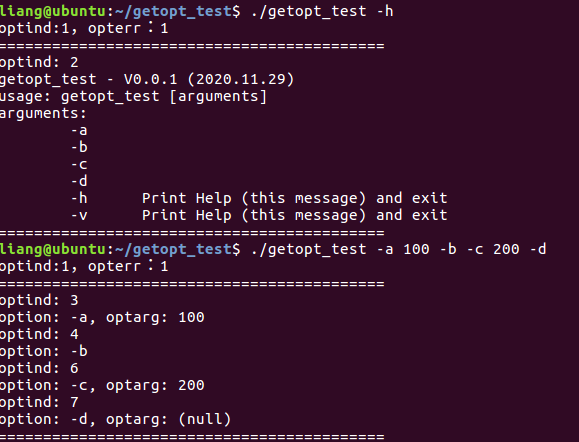 liang@ubuntu:~/getopt_test$ ./getopt_test -h
optind:1, opterr：1
===========================================
optind: 2
getopt_test - V0.0.1 (2020.11.29)
usage: getopt_test [arguments]
arguments:
-a
-b
-c
-d
-h Print Help (this message) and exit
-v Print Help (this message) and exit
===========================================
liang@ubuntu:~/getopt_test$ ./getopt_test -a 100 -b -c 200 -d
optind:1, opterr：1
===========================================
optind: 3
option: -a, optarg: 100
optind: 4
option: -b
optind: 6
option: -c, optarg: 200
optind: 7
option: -d, optarg: (null)
===========================================